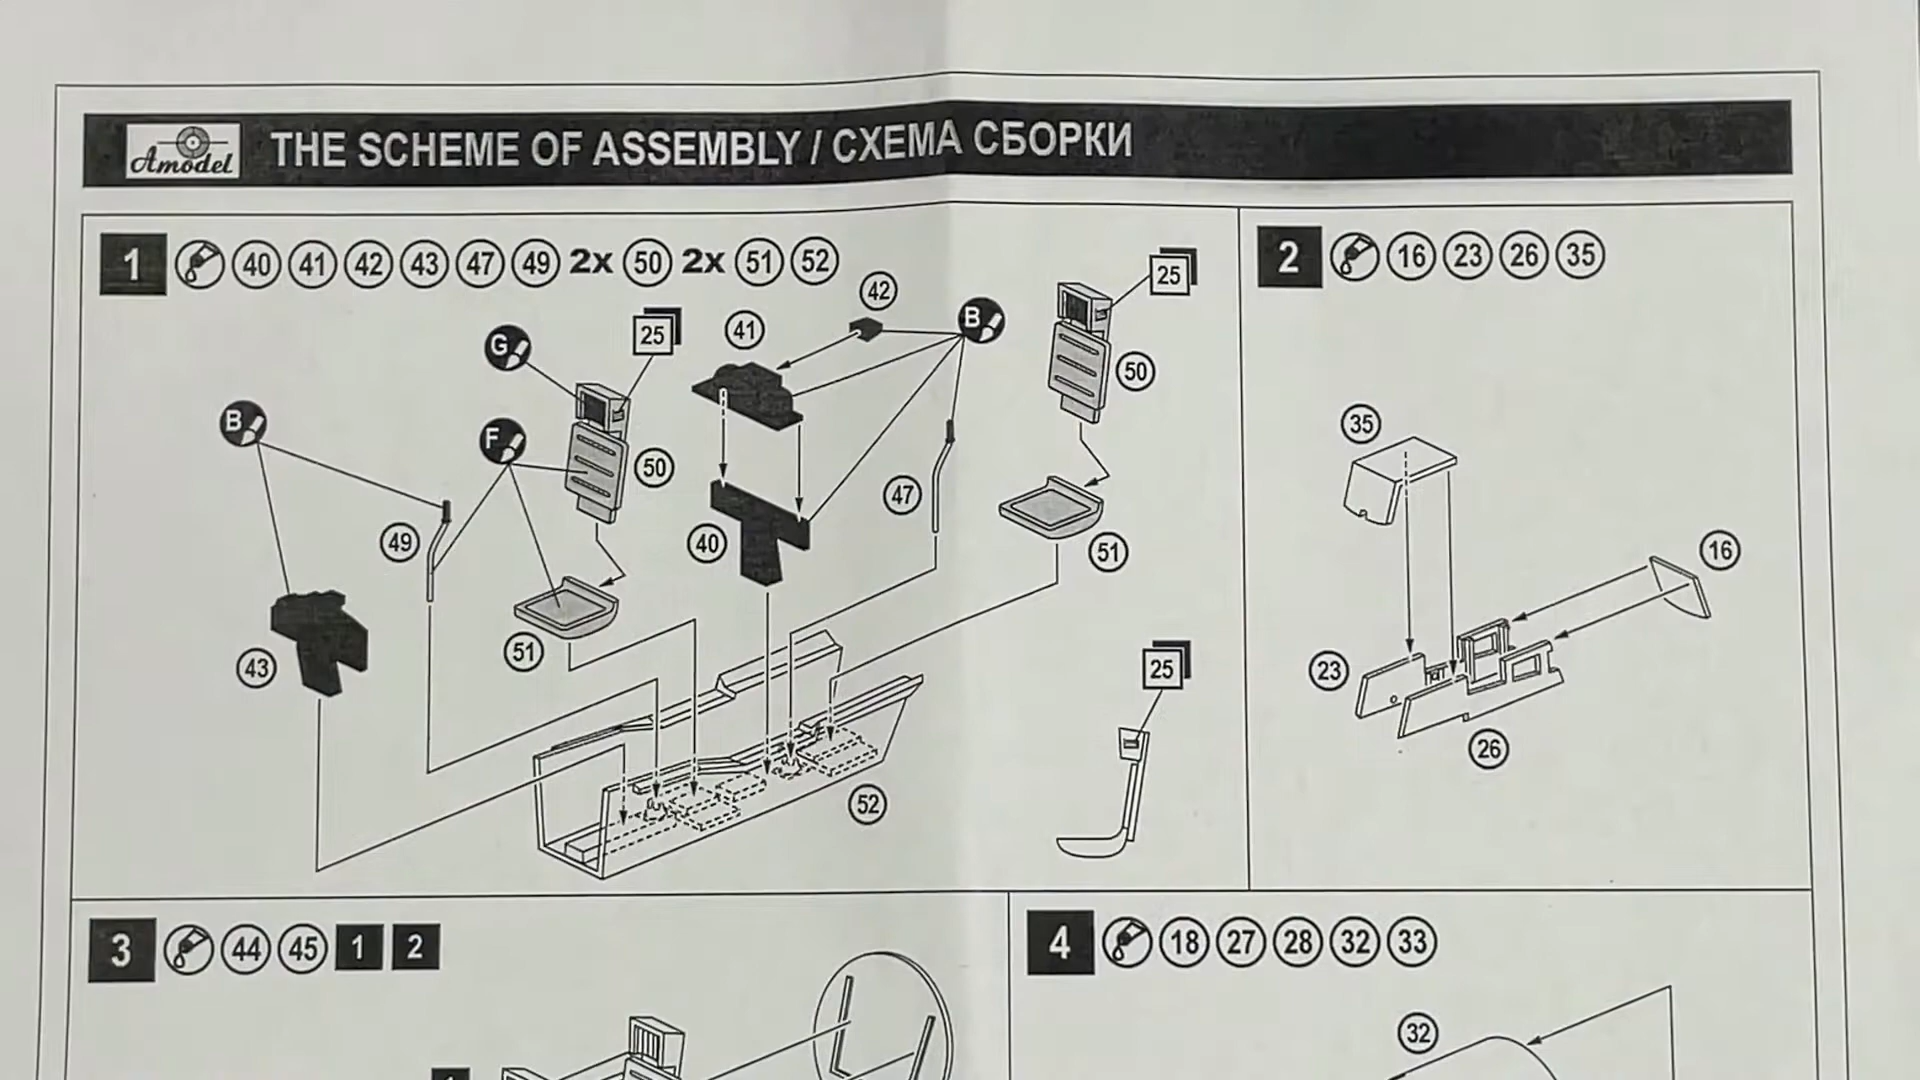 Amodel THE SCHEME OF ASSEMBLY / СХЕМА СБОРКИ
1 40 41 42 43 47 49 2x 50 2x 51 52
2 16 23 26 35
42
25
25
41
B
G
50
35
B
F
50
47
49
40
51
16
51
43
25
23
26
52
3 44 45 1 2
4 18 27 28 32 33
32